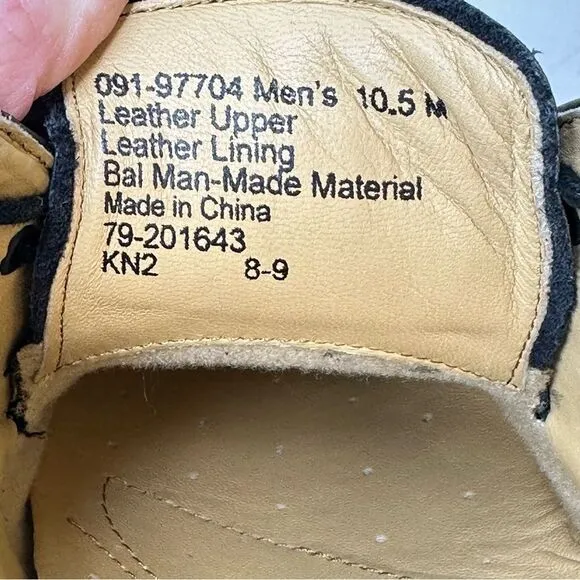 091-97704 Men's 10.5 M
Leather Upper
Leather Lining
Bal Man-Made Material
Made in China
79-201643
KN2 8-9